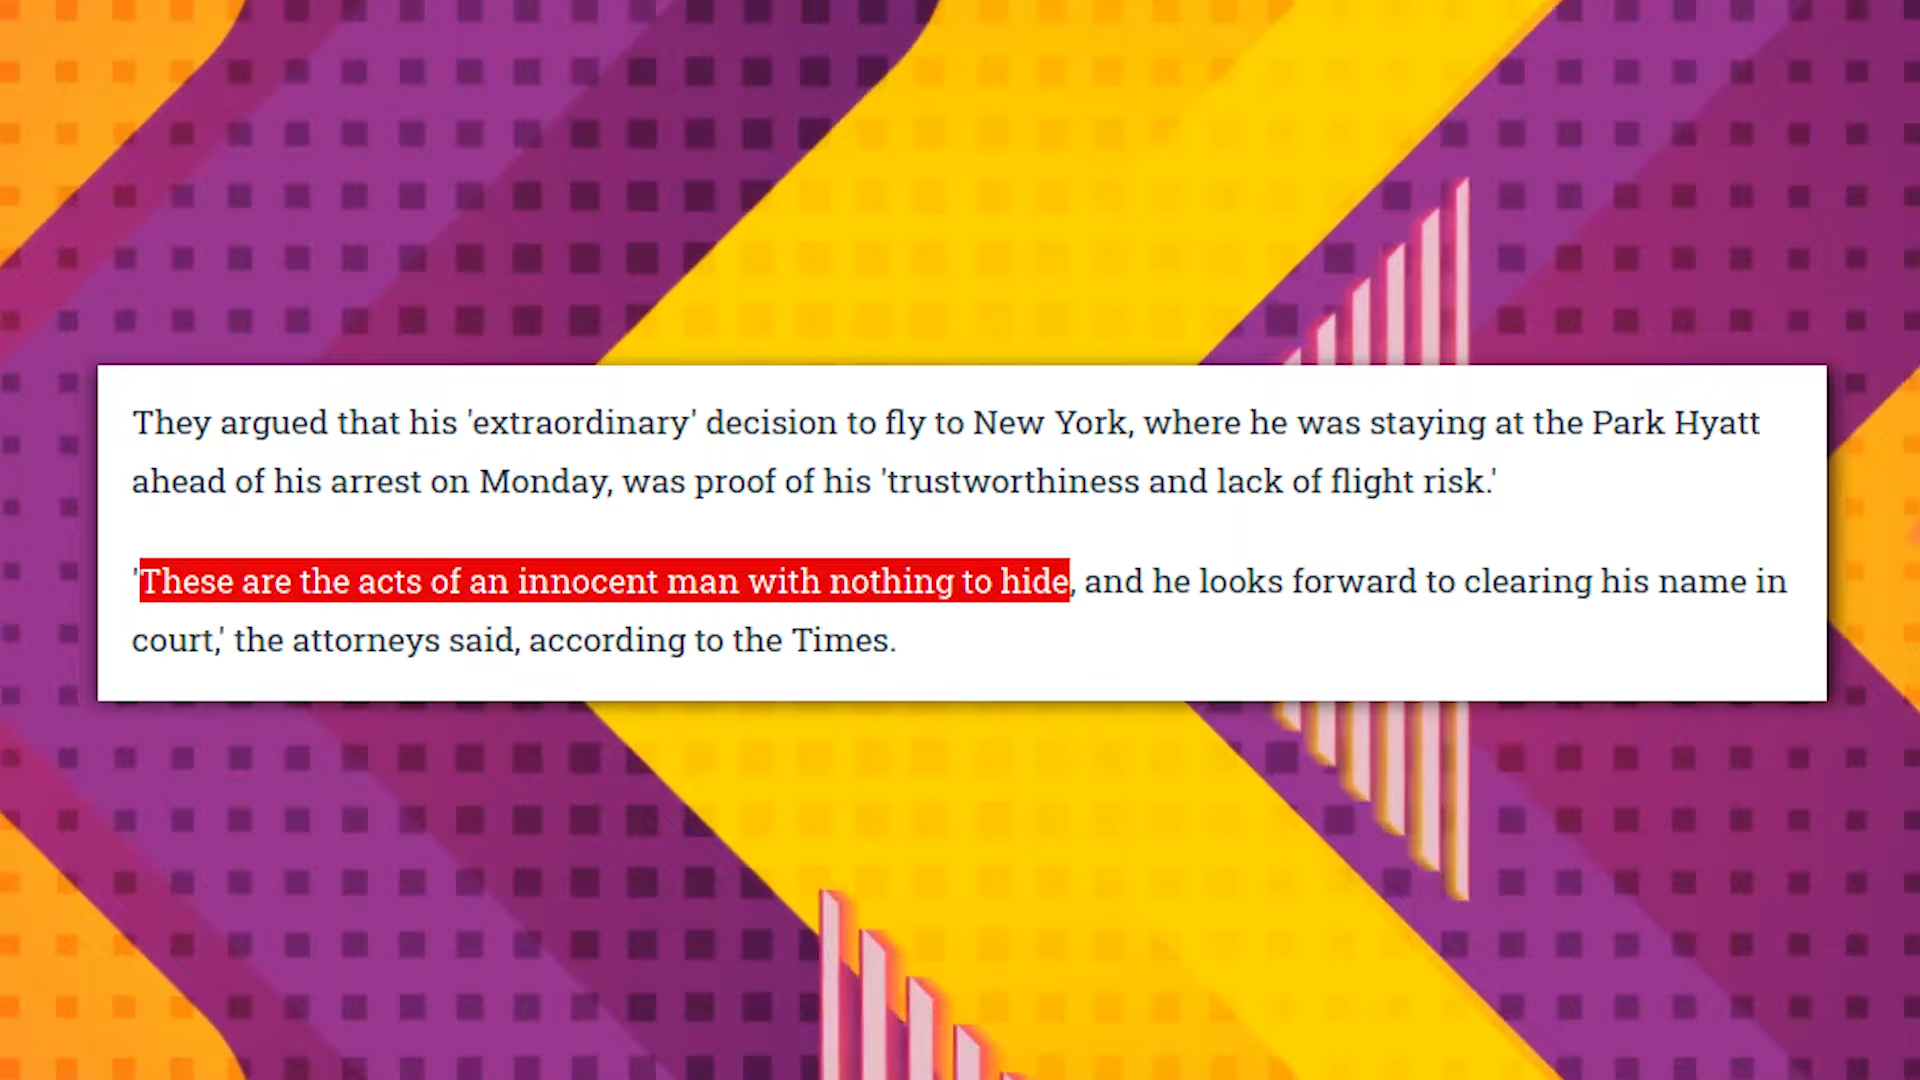 They argued that his 'extraordinary' decision to fly to New York, where he was staying at the Park Hyatt
ahead of his arrest on Monday, was proof of his 'trustworthiness and lack of flight risk.'
'These are the acts of an innocent man with nothing to hide, and he looks forward to clearing his name in
court,' the attorneys said, according to the Times.